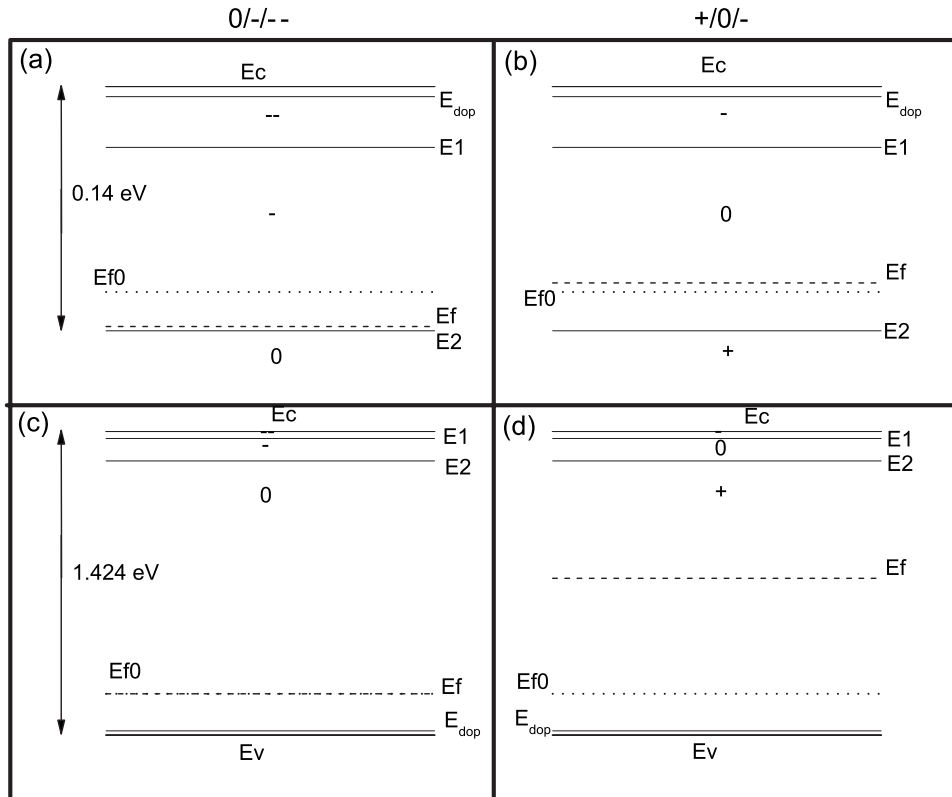 0/-/--
+/0/-
(a)
Ec
E_dop
--
E1
0.14 eV
-
Ef0
Ef
E2
0
(b)
Ec
E_dop
-
E1
0
Ef
Ef0
E2
+
(c)
Ec
--
E1
-
E2
0
1.424 eV
Ef0
Ef
E_dop
Ev
(d)
Ec
-
E1
0
E2
+
Ef
Ef0
E_dop
Ev